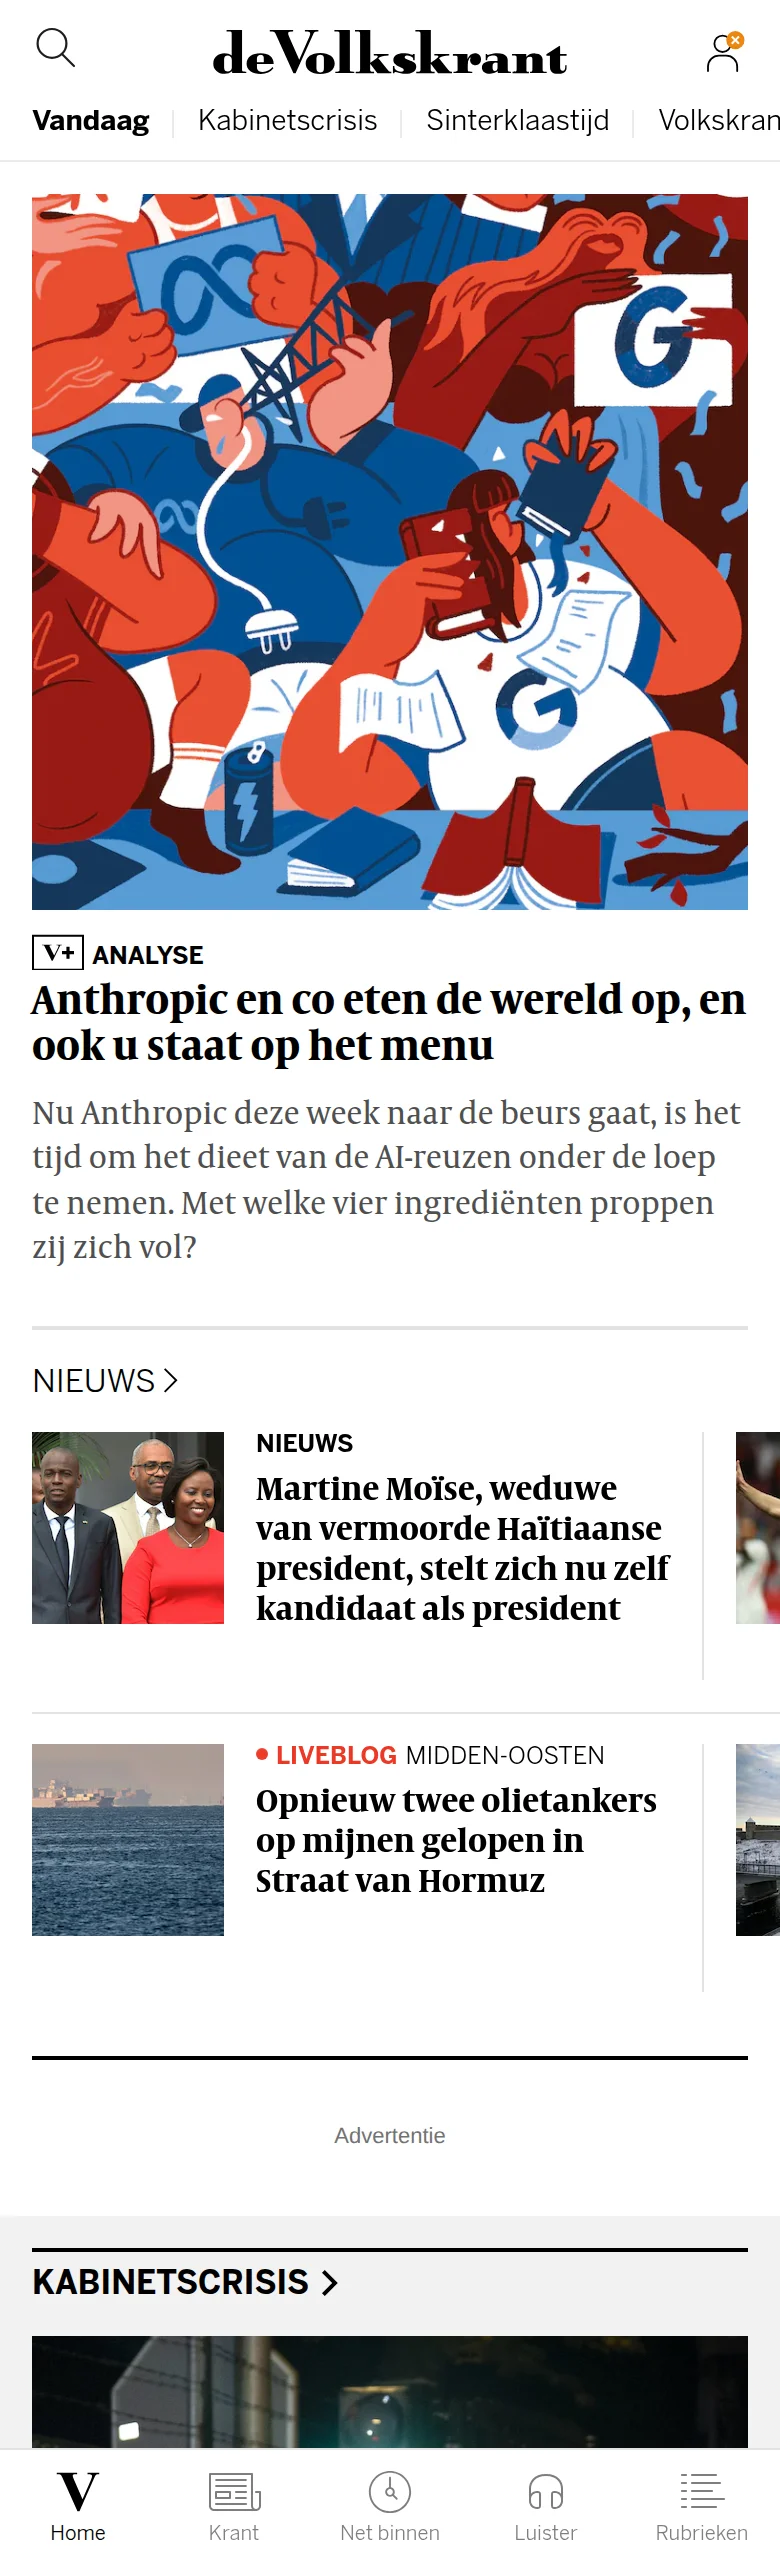 deVolkskrant
Vandaag
Kabinetscrisis
Sinterklaastijd
Volkskran
G
G
V+ ANALYSE
Anthropic en co eten de wereld op, en
ook u staat op het menu
Nu Anthropic deze week naar de beurs gaat, is het
tijd om het dieet van de AI-reuzen onder de loep
te nemen. Met welke vier ingrediënten proppen
zij zich vol?
NIEUWS
NIEUWS
Martine Moïse, weduwe
van vermoorde Haïtiaanse
president, stelt zich nu zelf
kandidaat als president
LIVEBLOG MIDDEN-OOSTEN
Opnieuw twee olietankers
op mijnen gelopen in
Straat van Hormuz
Advertentie
KABINETSCRISIS
V
Home
Krant
Net binnen
Luister
Rubrieken